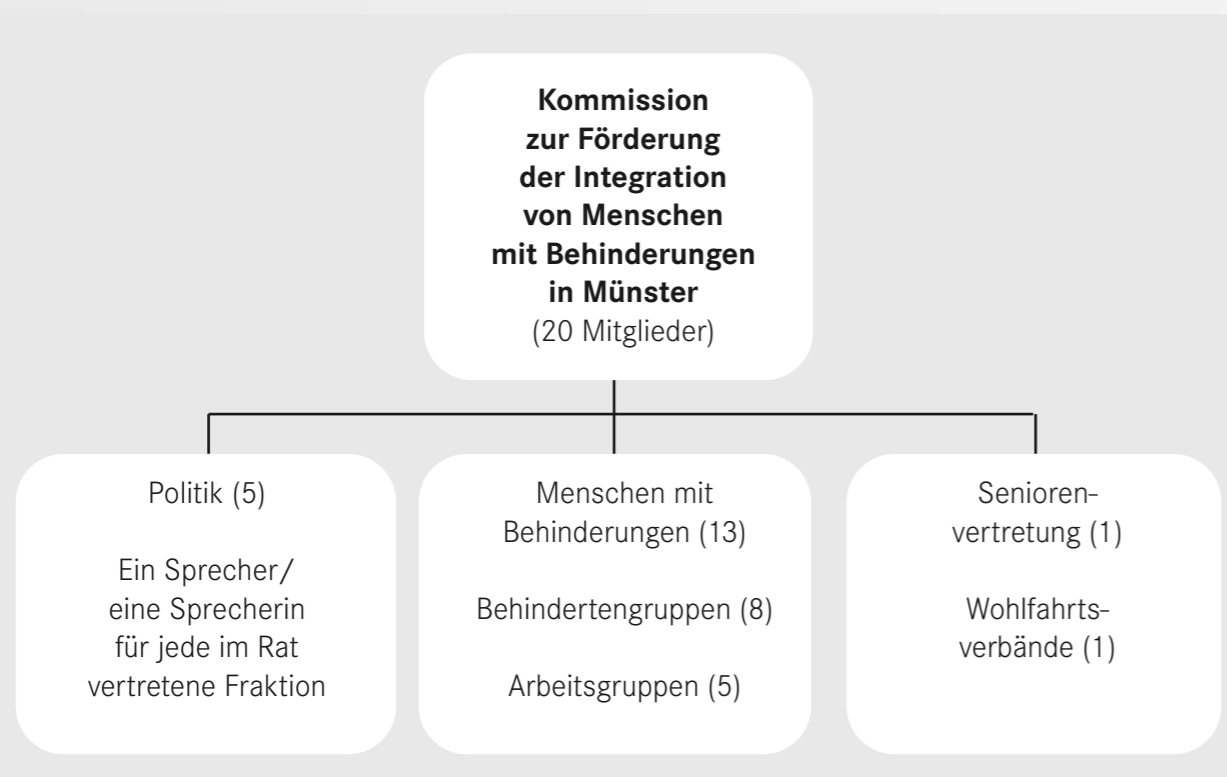 Kommission
zur Förderung
der Integration
von Menschen
mit Behinderungen
in Münster
(20 Mitglieder)
Politik (5)
Ein Sprecher/
eine Sprecherin
für jede im Rat
vertretene Fraktion
Menschen mit
Behinderungen (13)
Behindertengruppen (8)
Arbeitsgruppen (5)
Senioren-
vertretung (1)
Wohlfahrts-
verbände (1)